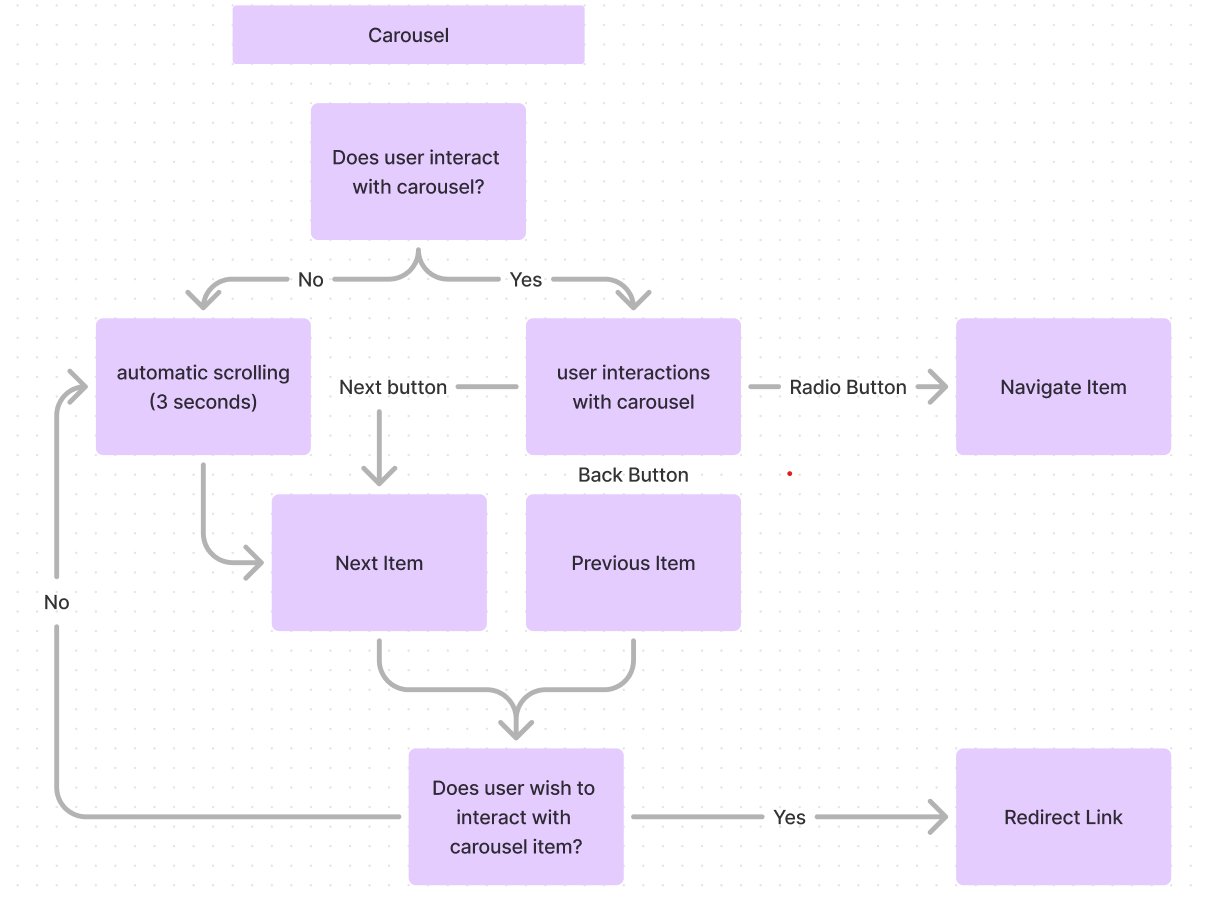 Carousel
Does user interact
with carousel?
No
Yes
automatic scrolling
(3 seconds)
Next button
user interactions
with carousel
Radio Button
Navigate Item
Back Button
Next Item
Previous Item
No
Does user wish to
interact with
carousel item?
Yes
Redirect Link